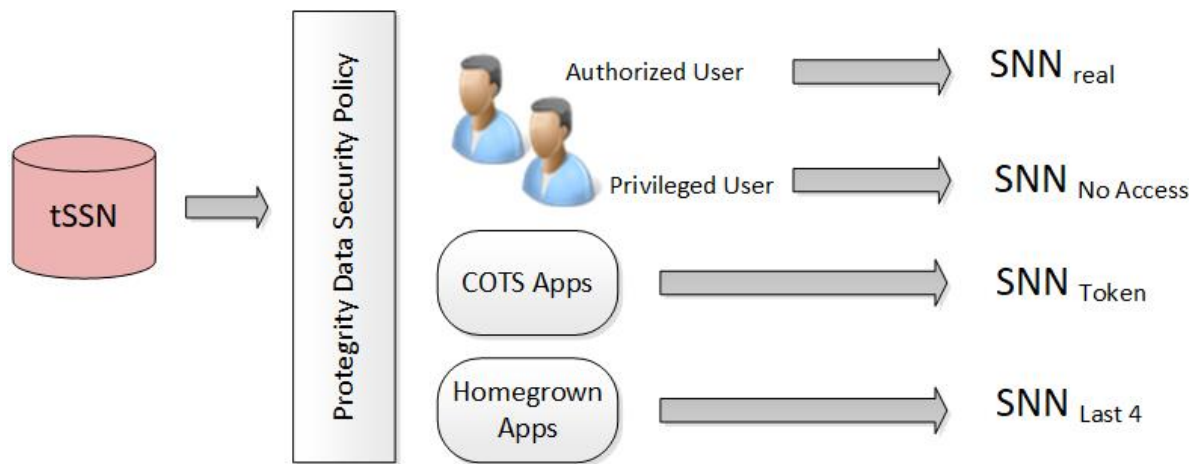 tSSN
Protegrity Data Security Policy
Authorized User
SNN real
Privileged User
SNN No Access
COTS Apps
SNN Token
Homegrown
Apps
SNN Last 4